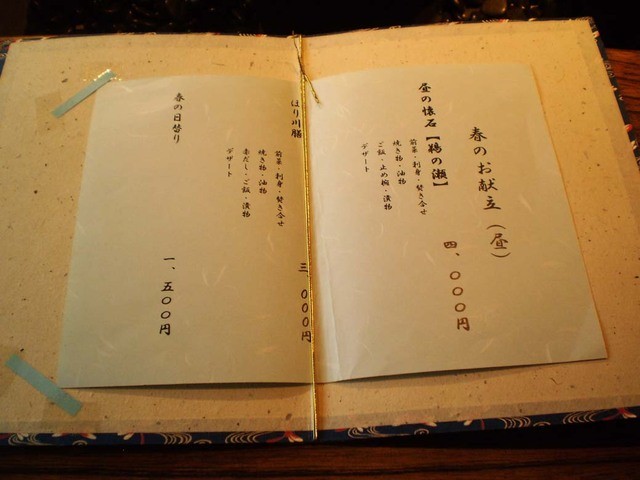 春のお献立（昼）
昼の懐石【鵜の瀬】
四、〇〇〇円
前菜・刺身・焚き合せ
焼き物・油物
ご飯・止め椀・漬物
デザート
ほり川膳
三、〇〇〇円
前菜・刺身・焚き合せ
焼き物・油物
赤だし・ご飯・漬物
デザート
春の日替り
一、五〇〇円